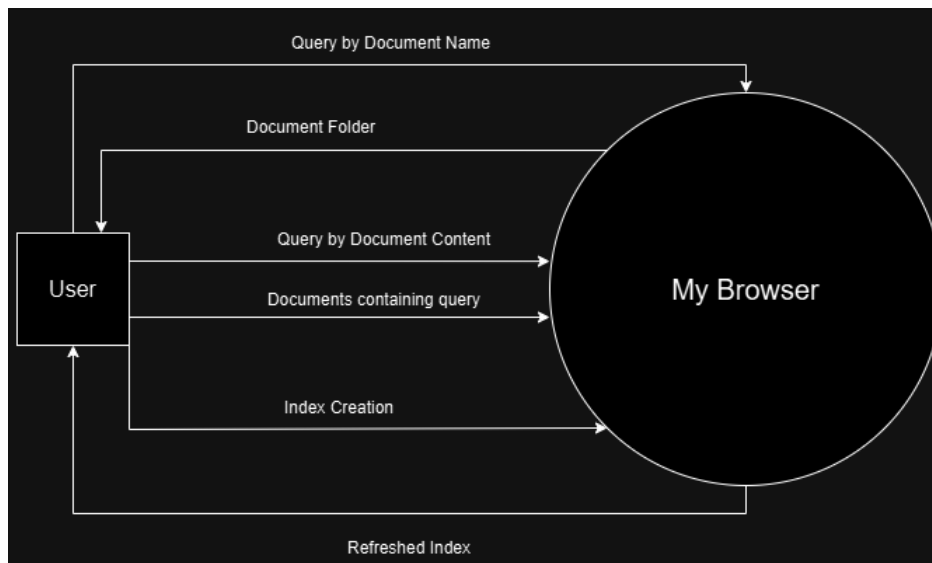 Query by Document Name
Document Folder
Query by Document Content
User
My Browser
Documents containing query
Index Creation
Refreshed Index